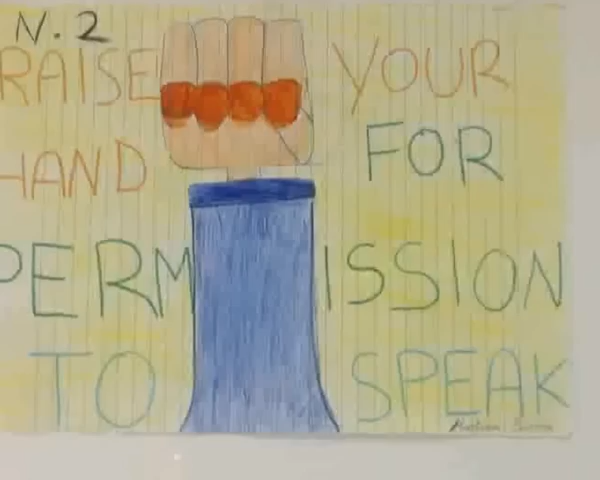 N. 2
RAISE YOUR
HAND FOR
PERMISSION
TO SPEAK